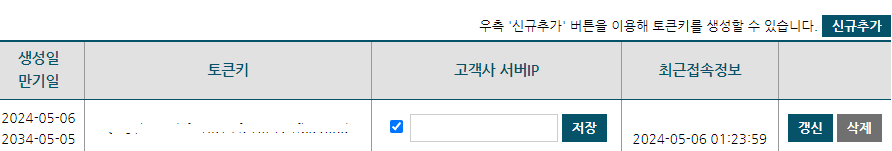 우측 '신규추가' 버튼을 이용해 토큰키를 생성할 수 있습니다. 신규추가
생성일
만기일
토큰키
고객사 서버IP
최근접속정보
2024-05-06
2034-05-05
저장
2024-05-06 01:23:59
갱신
삭제